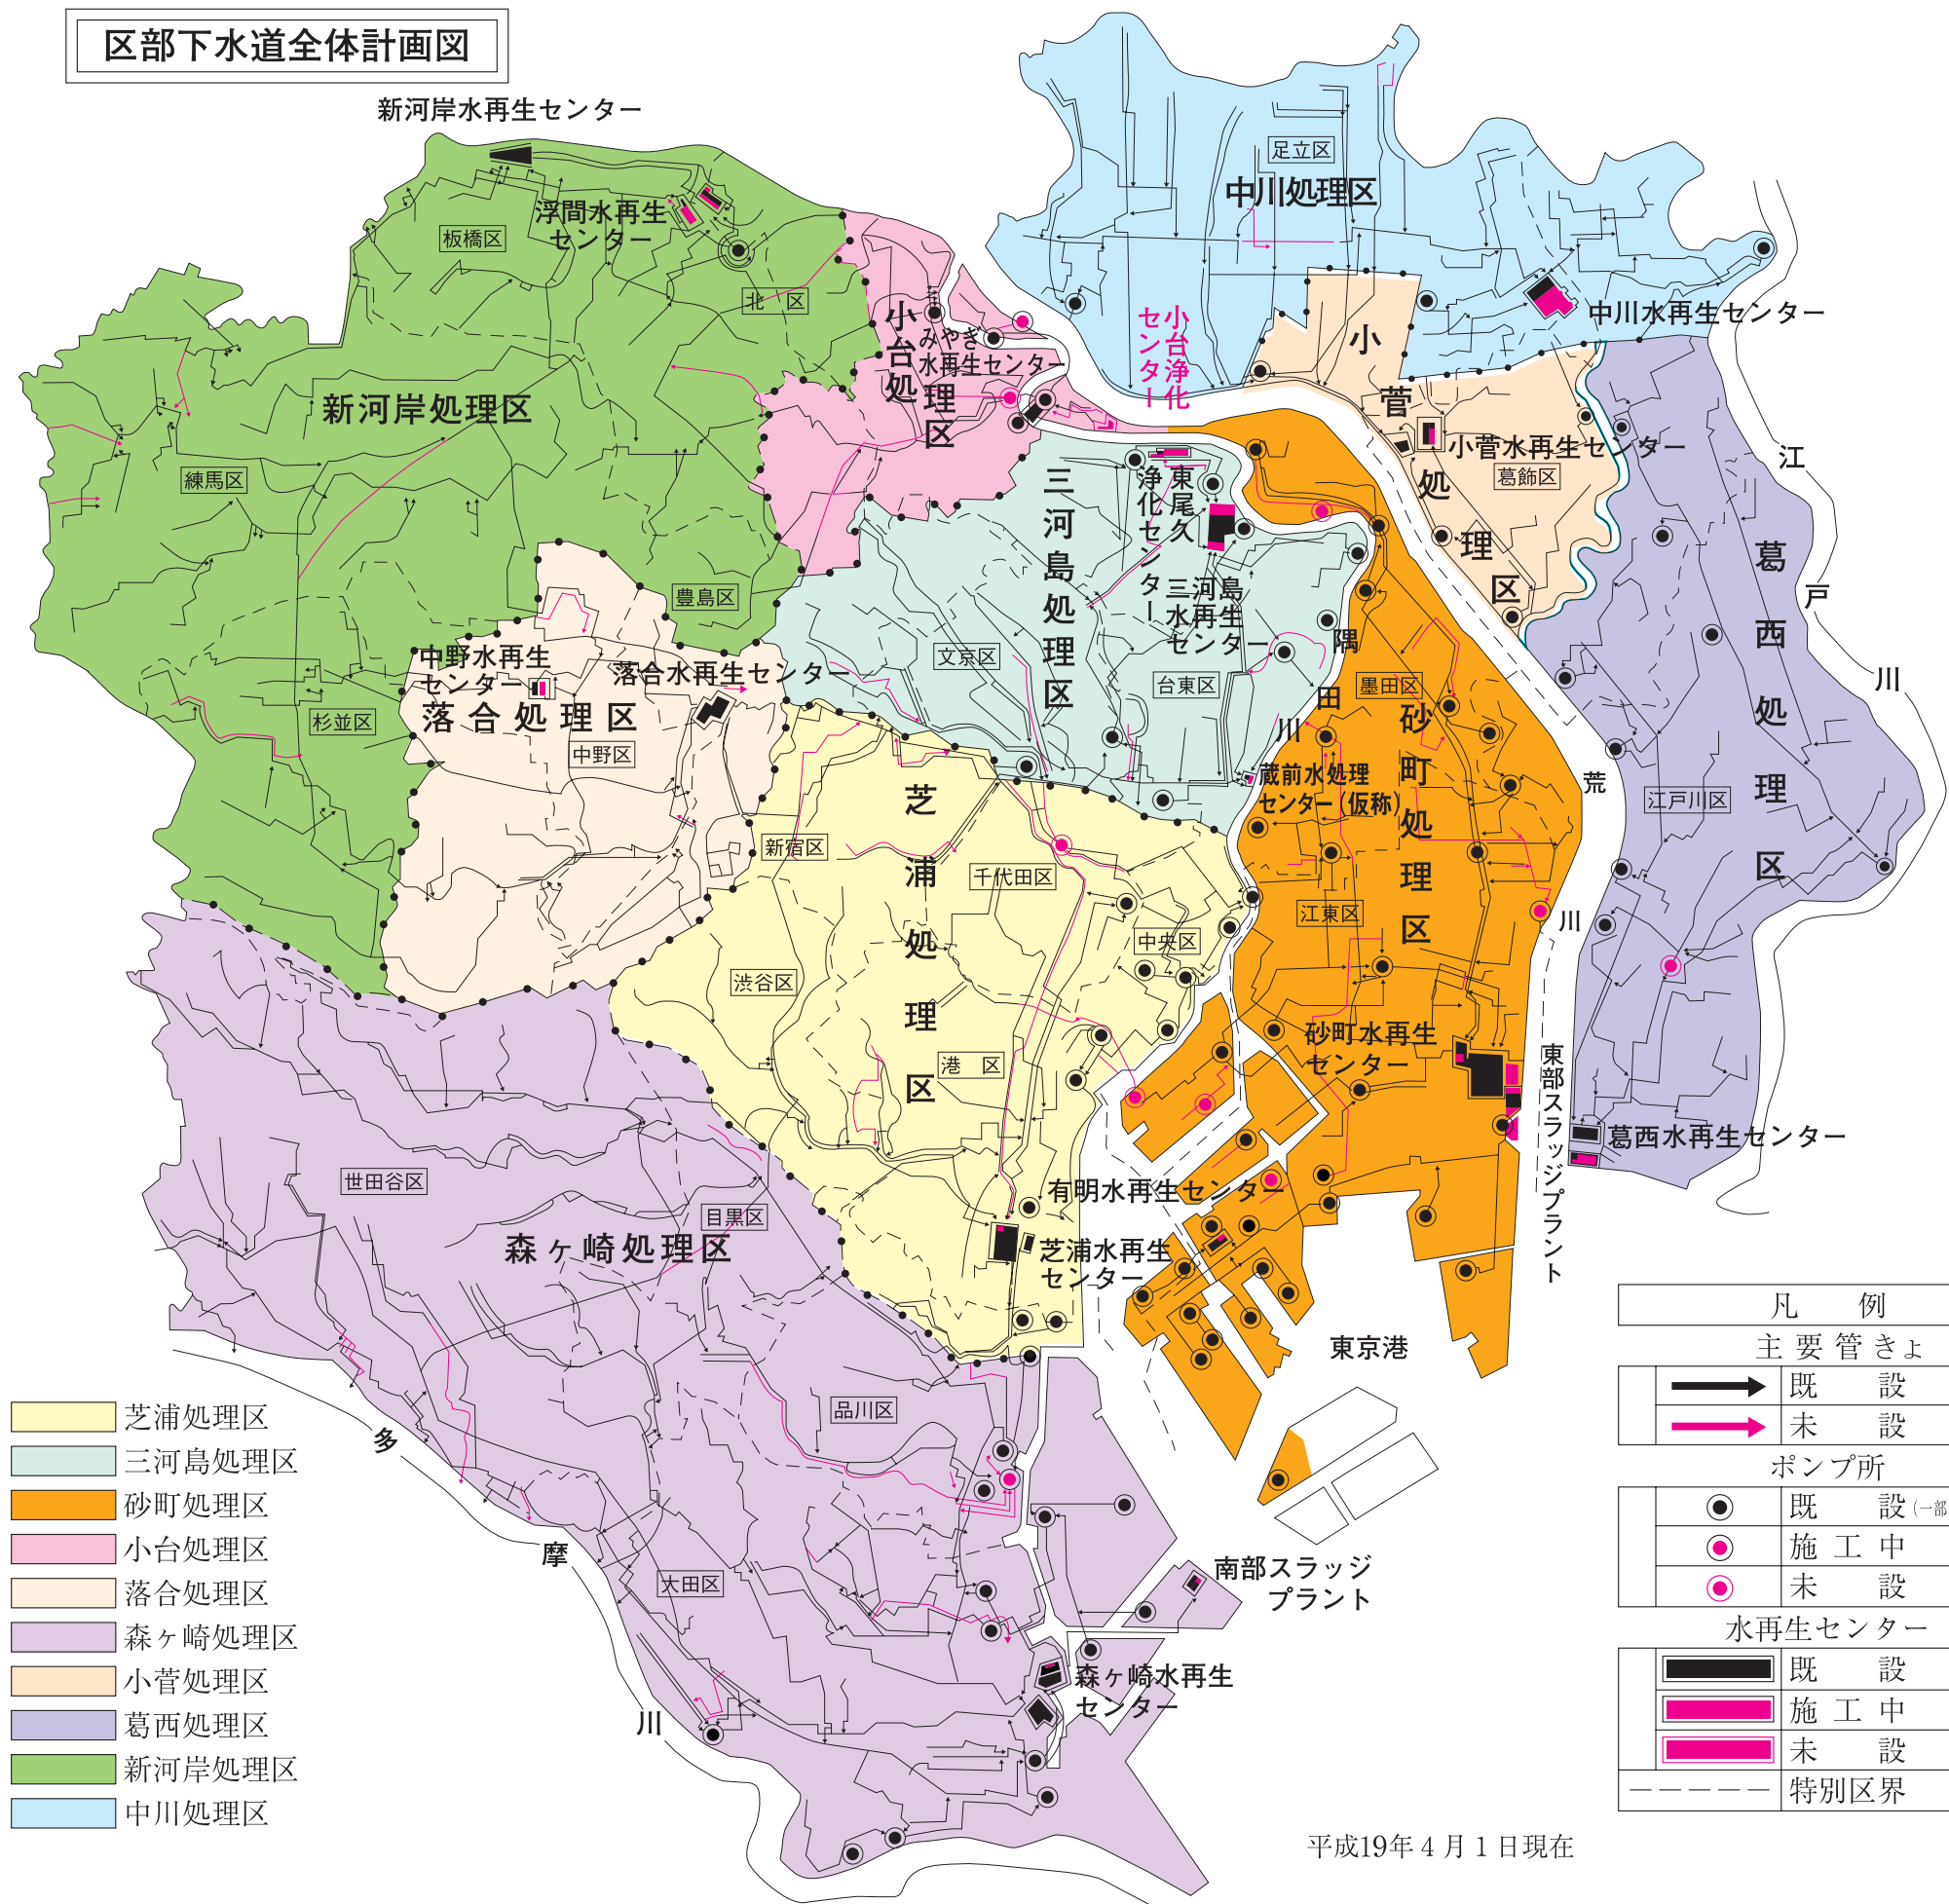 区部下水道全体計画図
新河岸水再生センター
足立区
中川処理区
浮間水再生
センター
板橋区
北　区
小台処理区
みやぎ
水再生センター
小台浄化
センター
中川水再生センター
新河岸処理区
小菅処理区
小菅水再生センター
葛飾区
練馬区
三河島処理区
東尾久
浄化センター
三河島
水再生
センター
江戸川
葛西処理区
豊島区
文京区
台東区
隅田川
墨田区
中野水再生
センター
落合水再生センター
落合処理区
杉並区
中野区
砂町処理区
荒川
蔵前水処理
センター(仮称)
江戸川区
芝浦処理区
新宿区
千代田区
江東区
中央区
渋谷区
港　区
砂町水再生
センター
東部スラッジプラント
葛西水再生センター
世田谷区
目黒区
有明水再生センター
森ヶ崎処理区
芝浦水再生
センター
東京港
品川区
多摩川
大田区
南部スラッジ
プラント
森ヶ崎水再生
センター
芝浦処理区
三河島処理区
砂町処理区
小台処理区
落合処理区
森ヶ崎処理区
小菅処理区
葛西処理区
新河岸処理区
中川処理区
凡　例
主要管きょ
既　設
未　設
ポンプ所
既　設(一部
施工中
未　設
水再生センター
既　設
施工中
未　設
特別区界
平成19年4月1日現在